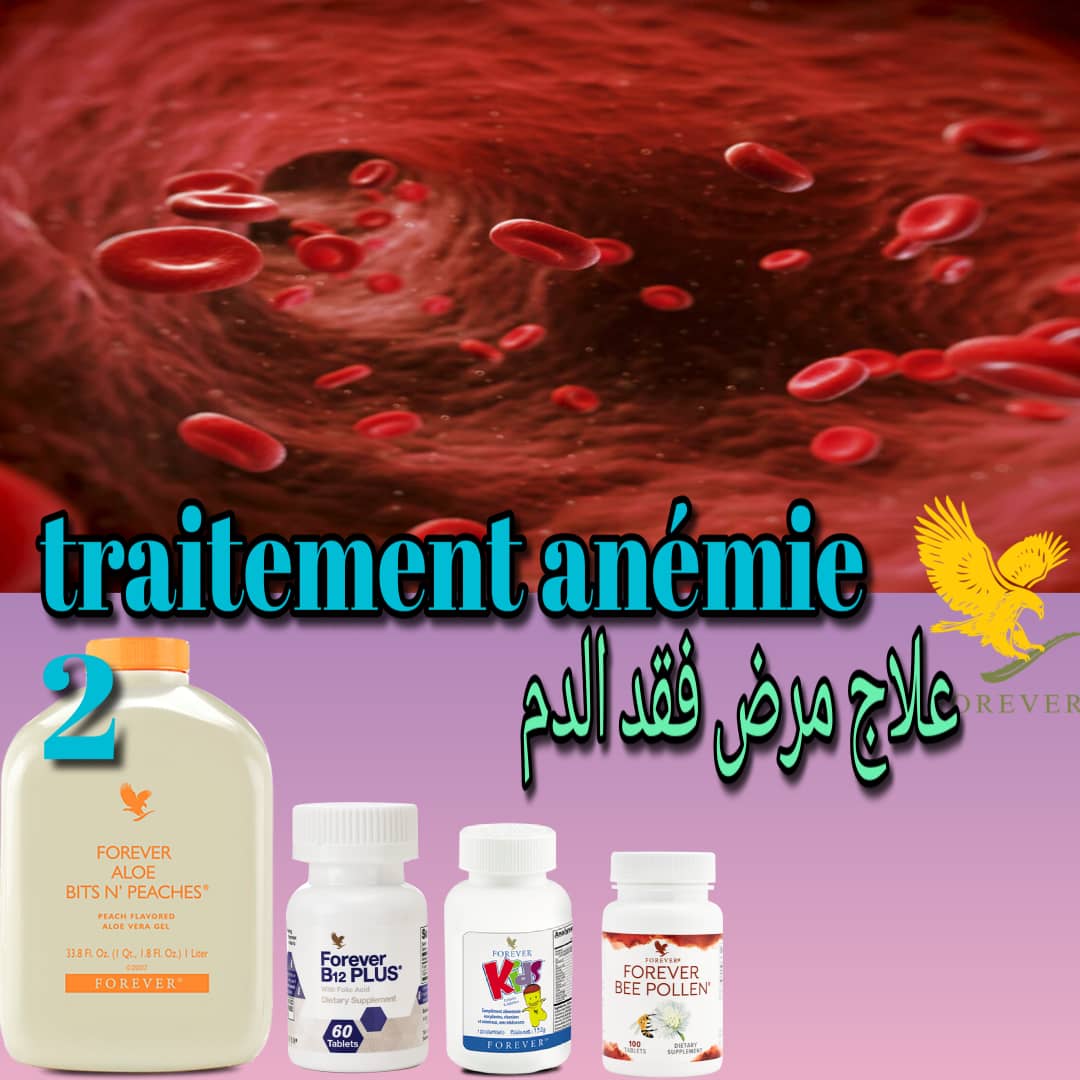 traitement anémie
علاج مرض فقد الدم
FOREVER
2
FOREVER
ALOE
BITS N' PEACHES®
PEACH FLAVORED
ALOE VERA GEL
33.8 Fl. Oz. (1 Qt., 1.8 Fl. Oz.) 1 Liter
©2007
FOREVER®
Forever
B12 PLUS®
With Folic Acid
Dietary Supplement
60
Tablets
FOREVER
Kids
FOREVER
FOREVER®
FOREVER
BEE POLLEN®
100
TABLETS
DIETARY
SUPPLEMENT